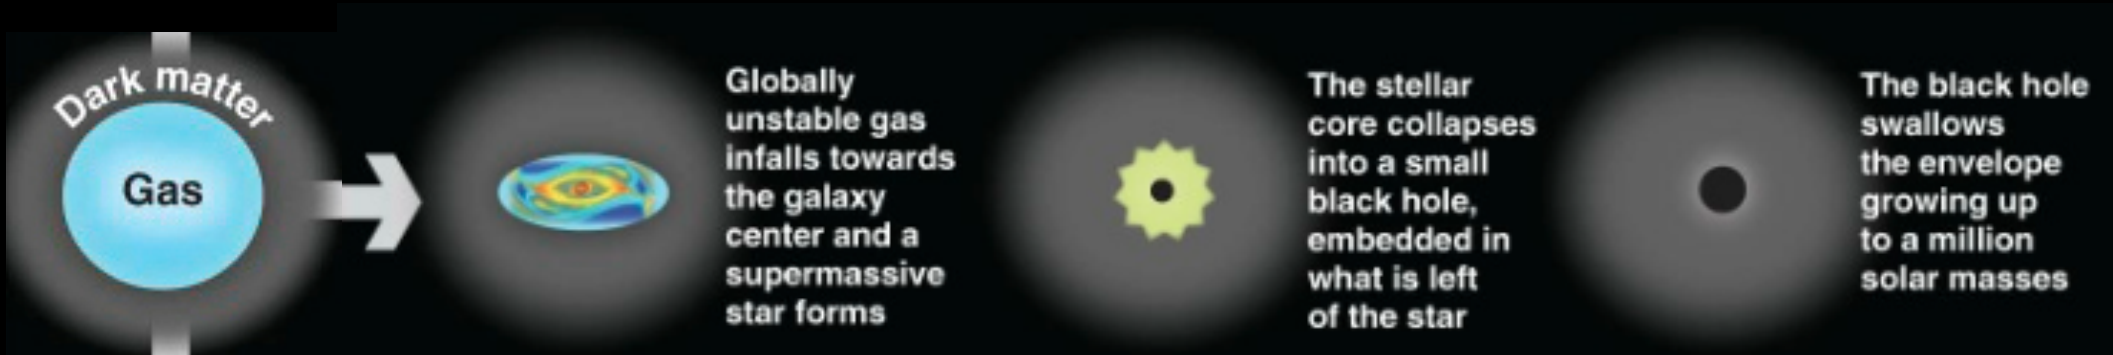 Dark matter
Gas
Globally
unstable gas
infalls towards
the galaxy
center and a
supermassive
star forms
The stellar
core collapses
into a small
black hole,
embedded in
what is left
of the star
The black hole
swallows
the envelope
growing up
to a million
solar masses